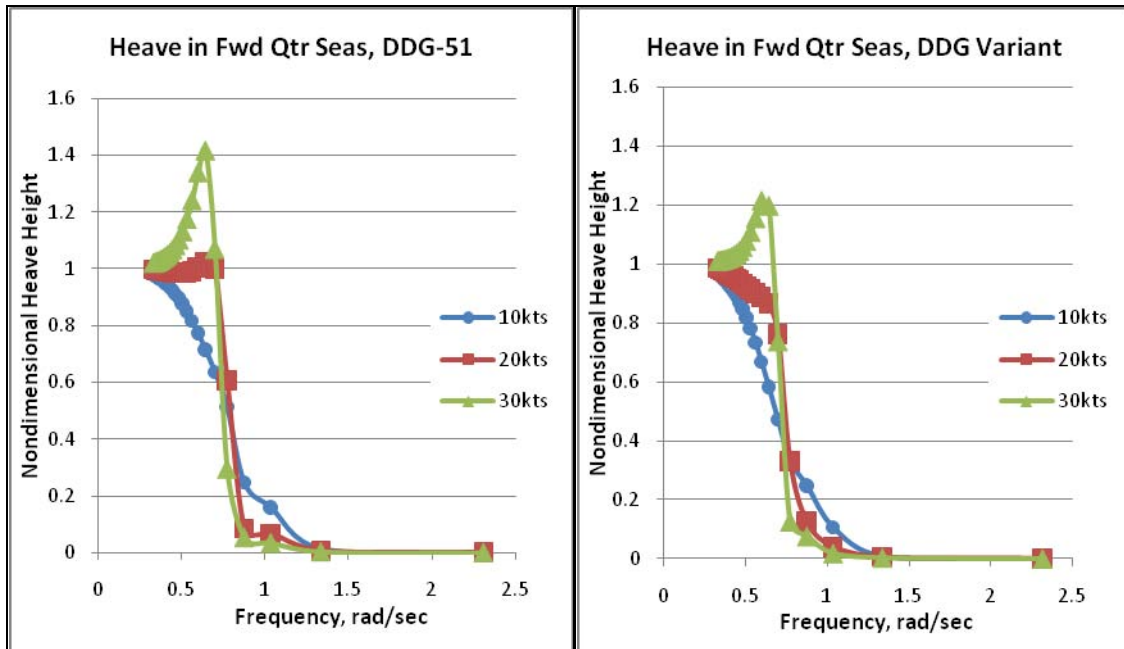 Heave in Fwd Qtr Seas, DDG-51
1.6
1.4
1.2
1
0.8
0.6
0.4
0.2
0
Nondimensional Heave Height
0 0.5 1 1.5 2 2.5
Frequency, rad/sec
10kts
20kts
30kts
Heave in Fwd Qtr Seas, DDG Variant
1.6
1.4
1.2
1
0.8
0.6
0.4
0.2
0
Nondimensional Heave Height
0 0.5 1 1.5 2 2.5
Frequency, rad/sec
10kts
20kts
30kts